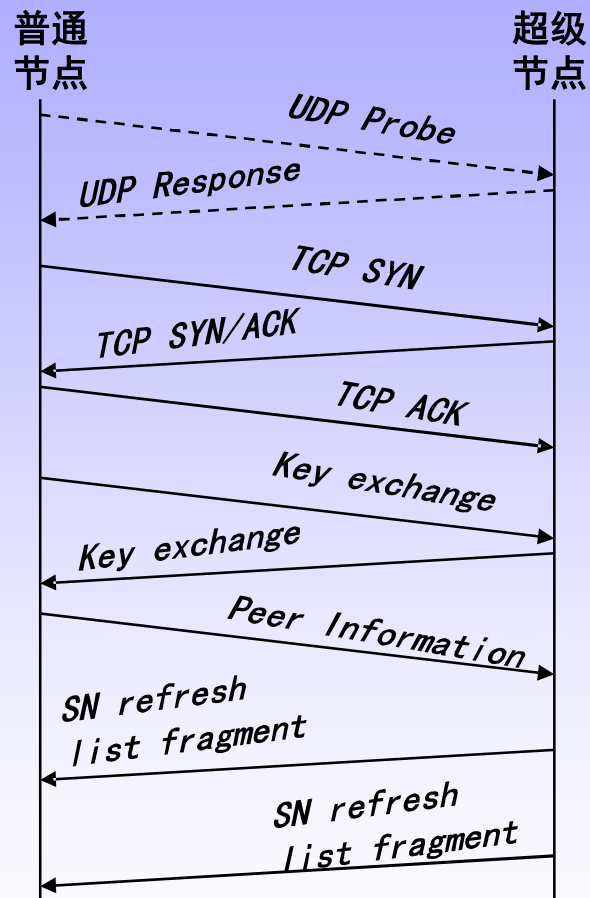 普通
节点
超级
节点
UDP Probe
UDP Response
TCP SYN
TCP SYN/ACK
TCP ACK
Key exchange
Key exchange
Peer Information
SN refresh
list fragment
SN refresh
list fragment